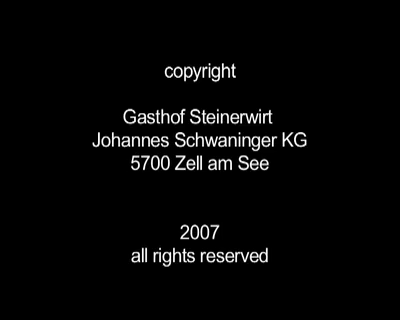 copyright
Gasthof Steinerwirt
Johannes Schwaninger KG
5700 Zell am See
2007
all rights reserved